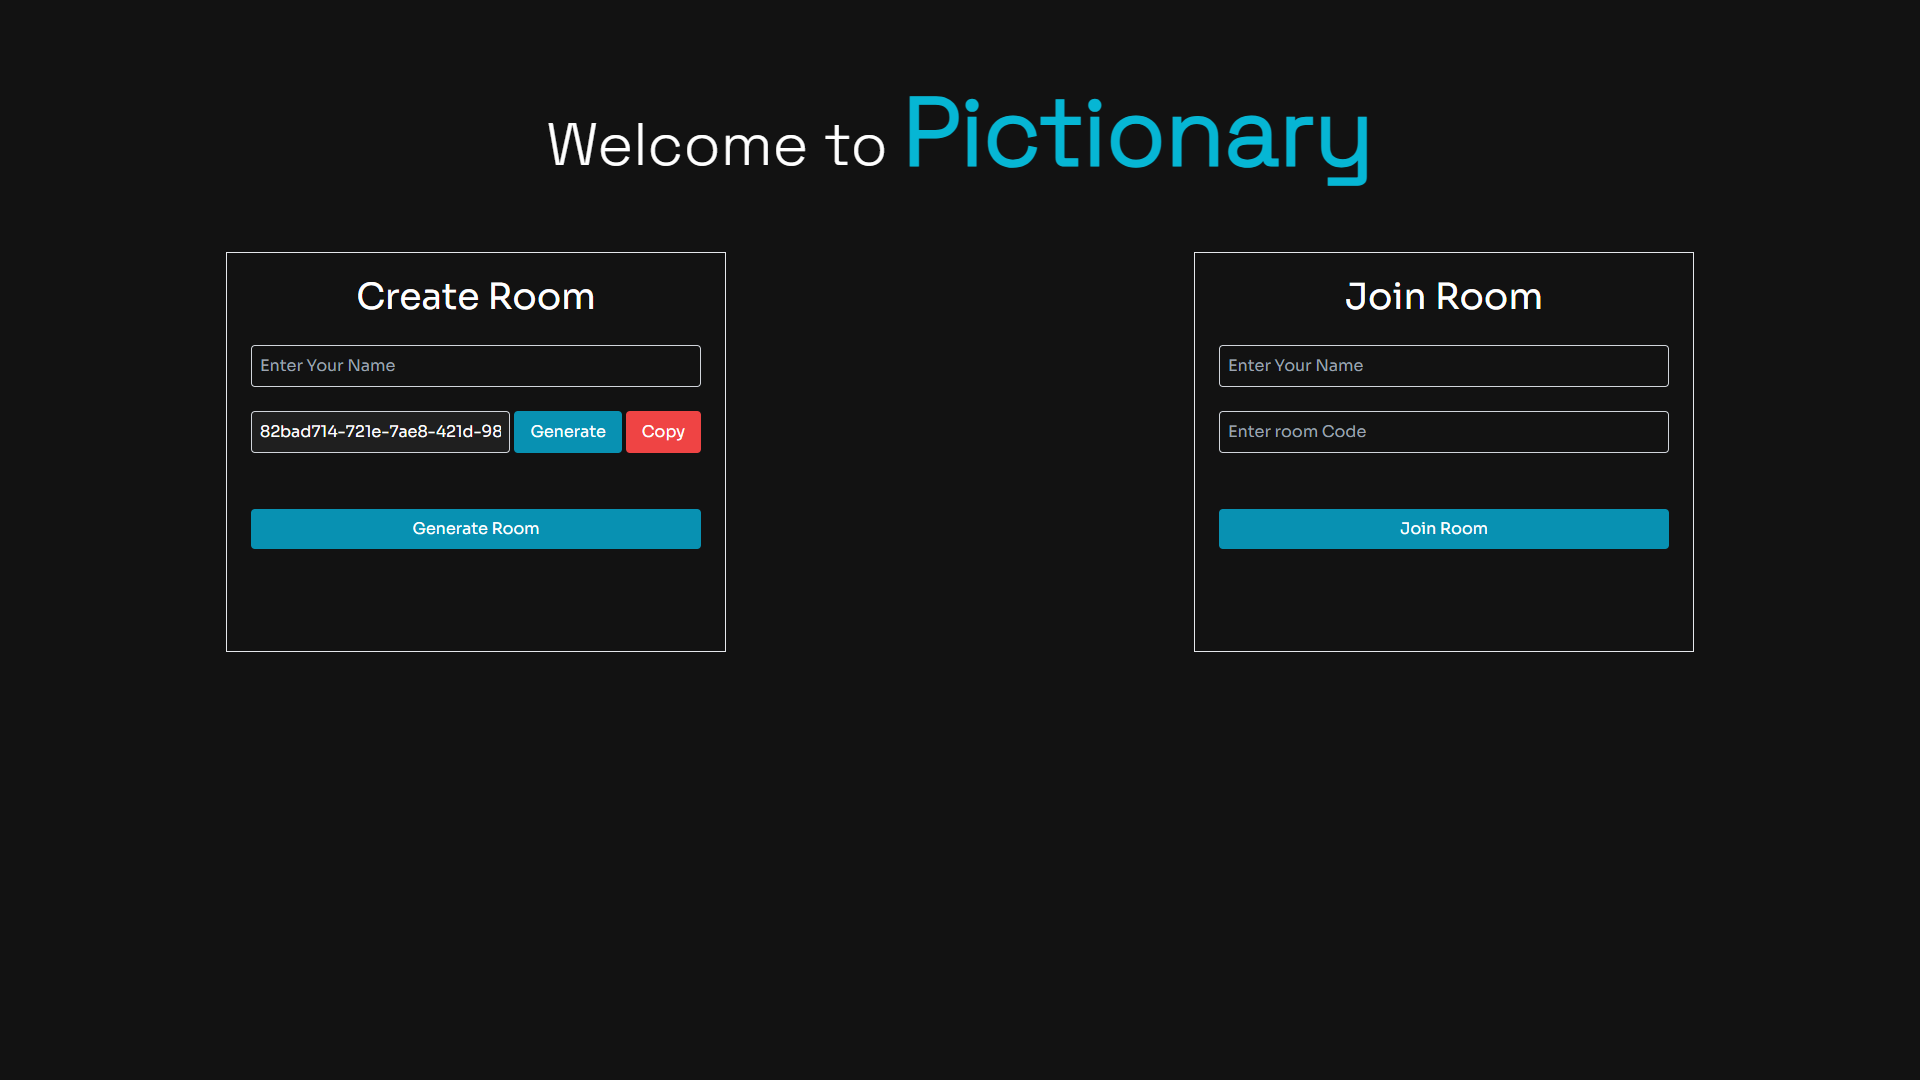 Welcome to Pictionary
Create Room
Enter Your Name
82bad714-721e-7ae8-421d-98 Generate Copy
Generate Room
Join Room
Enter Your Name
Enter room Code
Join Room